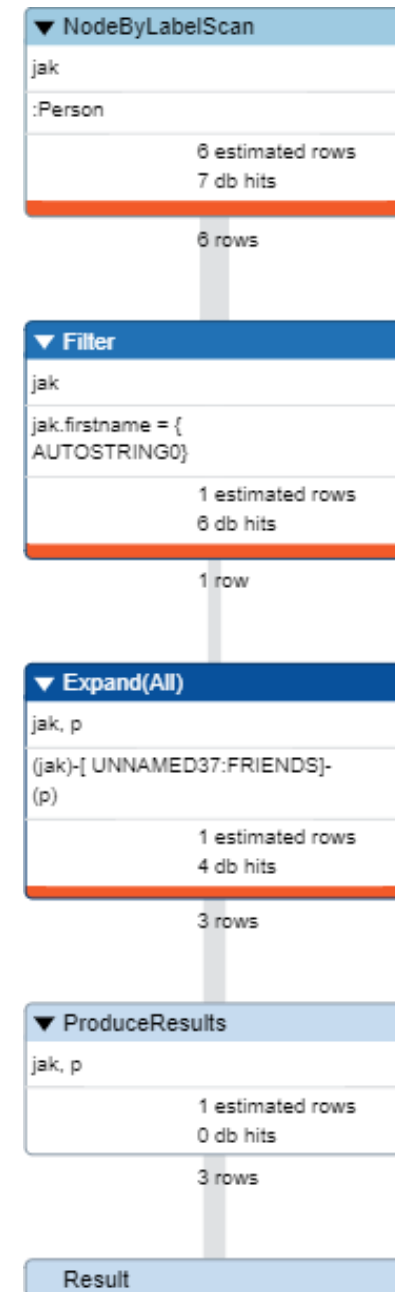 ▼ NodeByLabelScan
jak
:Person
6 estimated rows
7 db hits
6 rows
▼ Filter
jak
jak.firstname = {
AUTOSTRING0}
1 estimated rows
6 db hits
1 row
▼ Expand(All)
jak, p
(jak)-[ UNNAMED37:FRIENDS]-
(p)
1 estimated rows
4 db hits
3 rows
▼ ProduceResults
jak, p
1 estimated rows
0 db hits
3 rows
Result